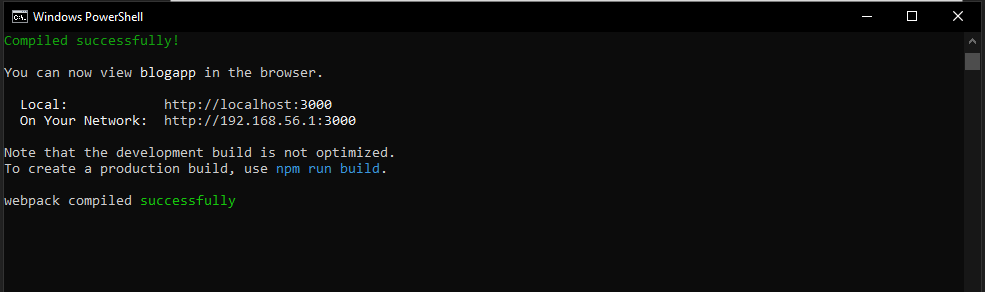 Windows PowerShell
Compiled successfully!
You can now view blogapp in the browser.
Local: http://localhost:3000
On Your Network: http://192.168.56.1:3000
Note that the development build is not optimized.
To create a production build, use npm run build.
webpack compiled successfully